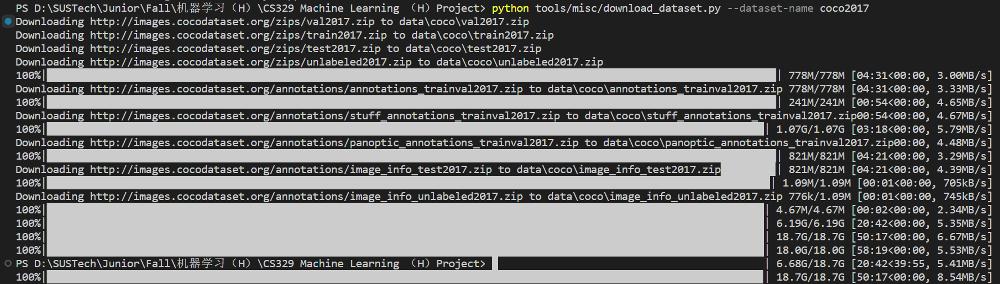 PS D:\SUSTech\Junior\Fall\机器学习（H）\CS329 Machine Learning （H）Project> python tools/misc/download_dataset.py --dataset-name coco2017
Downloading http://images.cocodataset.org/zips/val2017.zip to data\coco\val2017.zip
Downloading http://images.cocodataset.org/zips/train2017.zip to data\coco\train2017.zip
Downloading http://images.cocodataset.org/zips/test2017.zip to data\coco\test2017.zip
Downloading http://images.cocodataset.org/zips/unlabeled2017.zip to data\coco\unlabeled2017.zip
100%| | 778M/778M [04:31<00:00, 3.00MB/s]
Downloading http://images.cocodataset.org/annotations/annotations_trainval2017.zip to data\coco\annotations_trainval2017.zip 778M/778M [04:31<00:00, 3.33MB/s]
100%| | 241M/241M [00:54<00:00, 4.65MB/s]
Downloading http://images.cocodataset.org/annotations/stuff_annotations_trainval2017.zip to data\coco\stuff_annotations_trainval2017.zip00:54<00:00, 4.67MB/s]
100%| | 1.07G/1.07G [03:18<00:00, 5.79MB/s]
Downloading http://images.cocodataset.org/annotations/panoptic_annotations_trainval2017.zip to data\coco\panoptic_annotations_trainval2017.zip00:00, 4.48MB/s]
100%| | 821M/821M [04:21<00:00, 3.29MB/s]
Downloading http://images.cocodataset.org/annotations/image_info_test2017.zip to data\coco\image_info_test2017.zip | 821M/821M [04:21<00:00, 4.39MB/s]
100%| | 1.09M/1.09M [00:01<00:00, 705kB/s]
Downloading http://images.cocodataset.org/annotations/image_info_unlabeled2017.zip to data\coco\image_info_unlabeled2017.zip 776k/1.09M [00:01<00:00, 745kB/s]
100%| | 4.67M/4.67M [00:02<00:00, 2.34MB/s]
100%| | 6.19G/6.19G [20:42<00:00, 5.35MB/s]
100%| | 18.7G/18.7G [50:17<00:00, 6.67MB/s]
100%| | 18.0G/18.0G [58:19<00:00, 5.53MB/s]
PS D:\SUSTech\Junior\Fall\机器学习（H）\CS329 Machine Learning （H）Project> | 6.68G/18.7G [20:42<39:55, 5.41MB/s]
100%| | 18.7G/18.7G [50:17<00:00, 8.54MB/s]